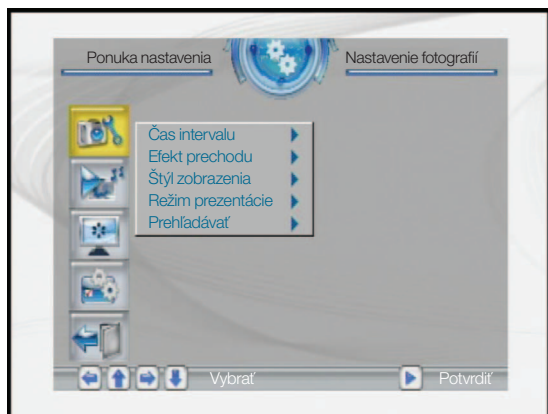 Ponuka nastavenia
Nastavenie fotografií
Čas intervalu
Efekt prechodu
Štýl zobrazenia
Režim prezentácie
Prehľadávať
Vybrať
Potvrdiť